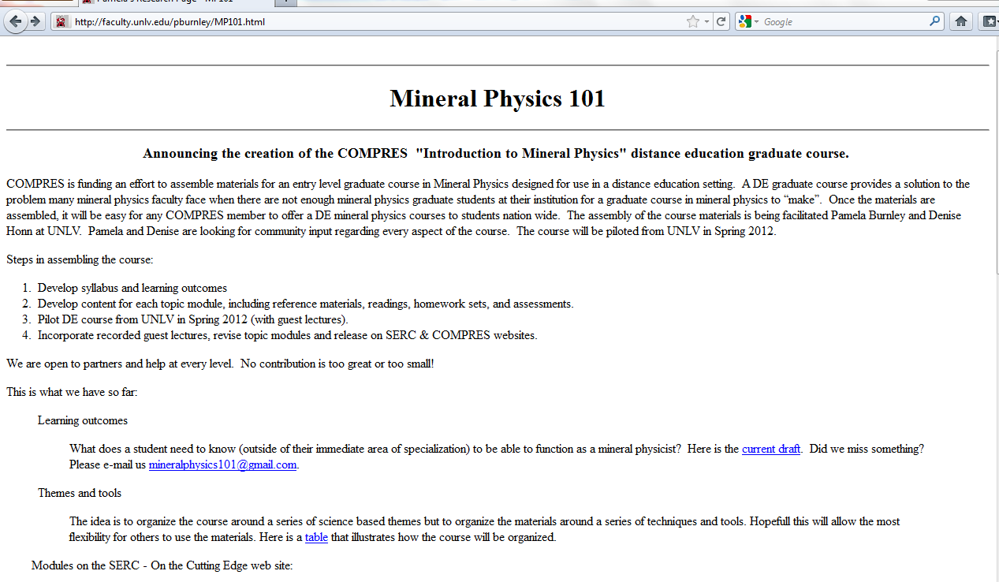 Pamela's Research Page - MP101
http://faculty.unlv.edu/pburnley/MP101.html
Google
Mineral Physics 101
Announcing the creation of the COMPRES "Introduction to Mineral Physics" distance education graduate course.
COMPRES is funding an effort to assemble materials for an entry level graduate course in Mineral Physics designed for use in a distance education setting. A DE graduate course provides a solution to the
problem many mineral physics faculty face when there are not enough mineral physics graduate students at their institution for a graduate course in mineral physics to “make”. Once the materials are
assembled, it will be easy for any COMPRES member to offer a DE mineral physics courses to students nation wide. The assembly of the course materials is being facilitated Pamela Burnley and Denise
Honn at UNLV. Pamela and Denise are looking for community input regarding every aspect of the course. The course will be piloted from UNLV in Spring 2012.
Steps in assembling the course:
1. Develop syllabus and learning outcomes
2. Develop content for each topic module, including reference materials, readings, homework sets, and assessments.
3. Pilot DE course from UNLV in Spring 2012 (with guest lectures).
4. Incorporate recorded guest lectures, revise topic modules and release on SERC & COMPRES websites.
We are open to partners and help at every level. No contribution is too great or too small!
This is what we have so far:
Learning outcomes
What does a student need to know (outside of their immediate area of specialization) to be able to function as a mineral physicist? Here is the current draft. Did we miss something?
Please e-mail us mineralphysics101@gmail.com.
Themes and tools
The idea is to organize the course around a series of science based themes but to organize the materials around a series of techniques and tools. Hopefull this will allow the most
flexibility for others to use the materials. Here is a table that illustrates how the course will be organized.
Modules on the SERC - On the Cutting Edge web site: